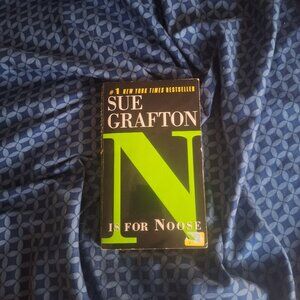 #1 NEW YORK TIMES BESTSELLER
SUE
GRAFTON
N
IS FOR NOOSE